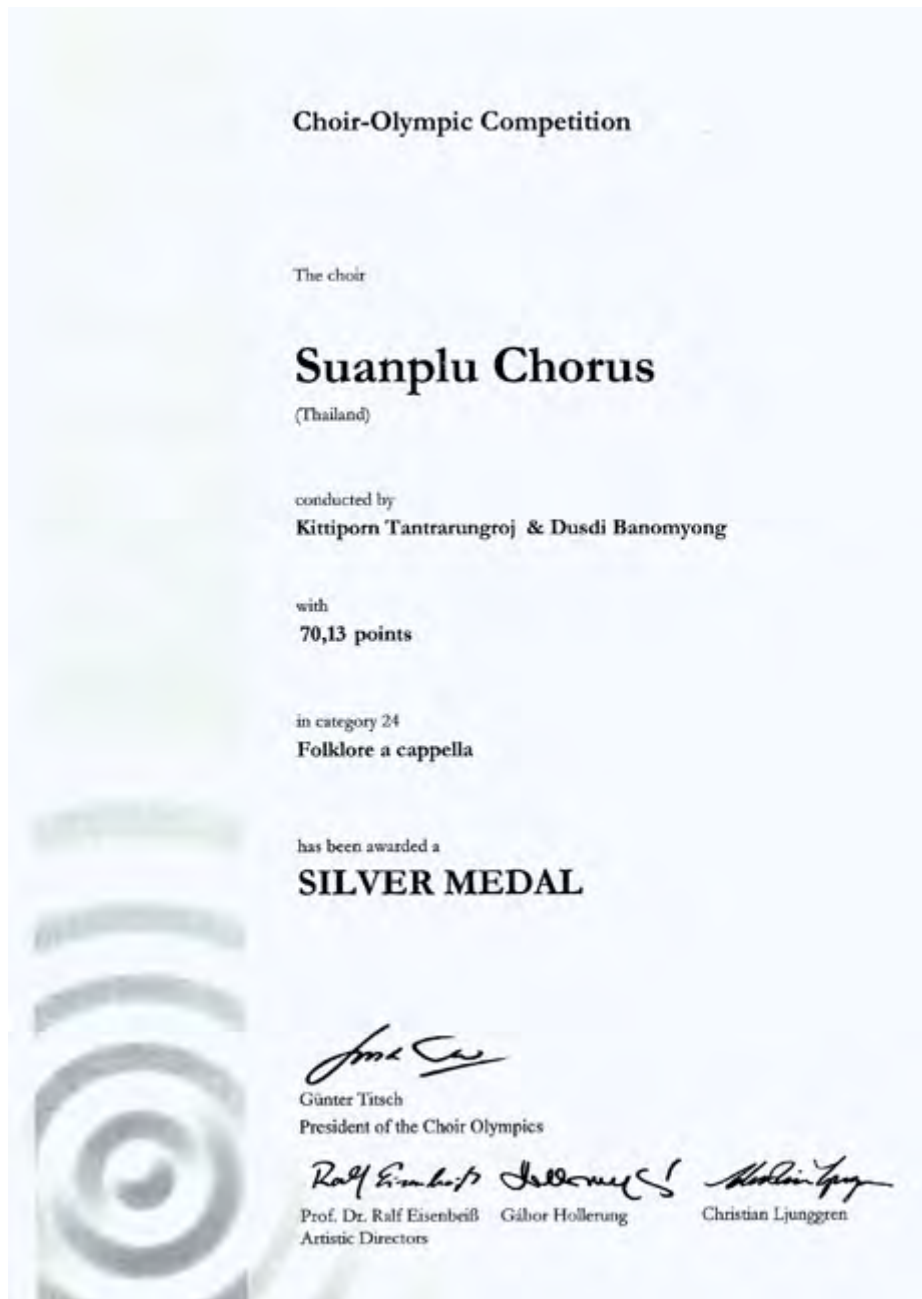 Choir-Olympic Competition
The choir
Suanplu Chorus
(Thailand)
conducted by
Kittiporn Tantrarungroj & Dusdi Banomyong
with
70,13 points
in category 24
Folklore a cappella
has been awarded a
SILVER MEDAL
Günter Titsch
President of the Choir Olympics
Prof. Dr. Ralf Eisenbeiß Gábor Hollerung Christian Ljunggren
Artistic Directors